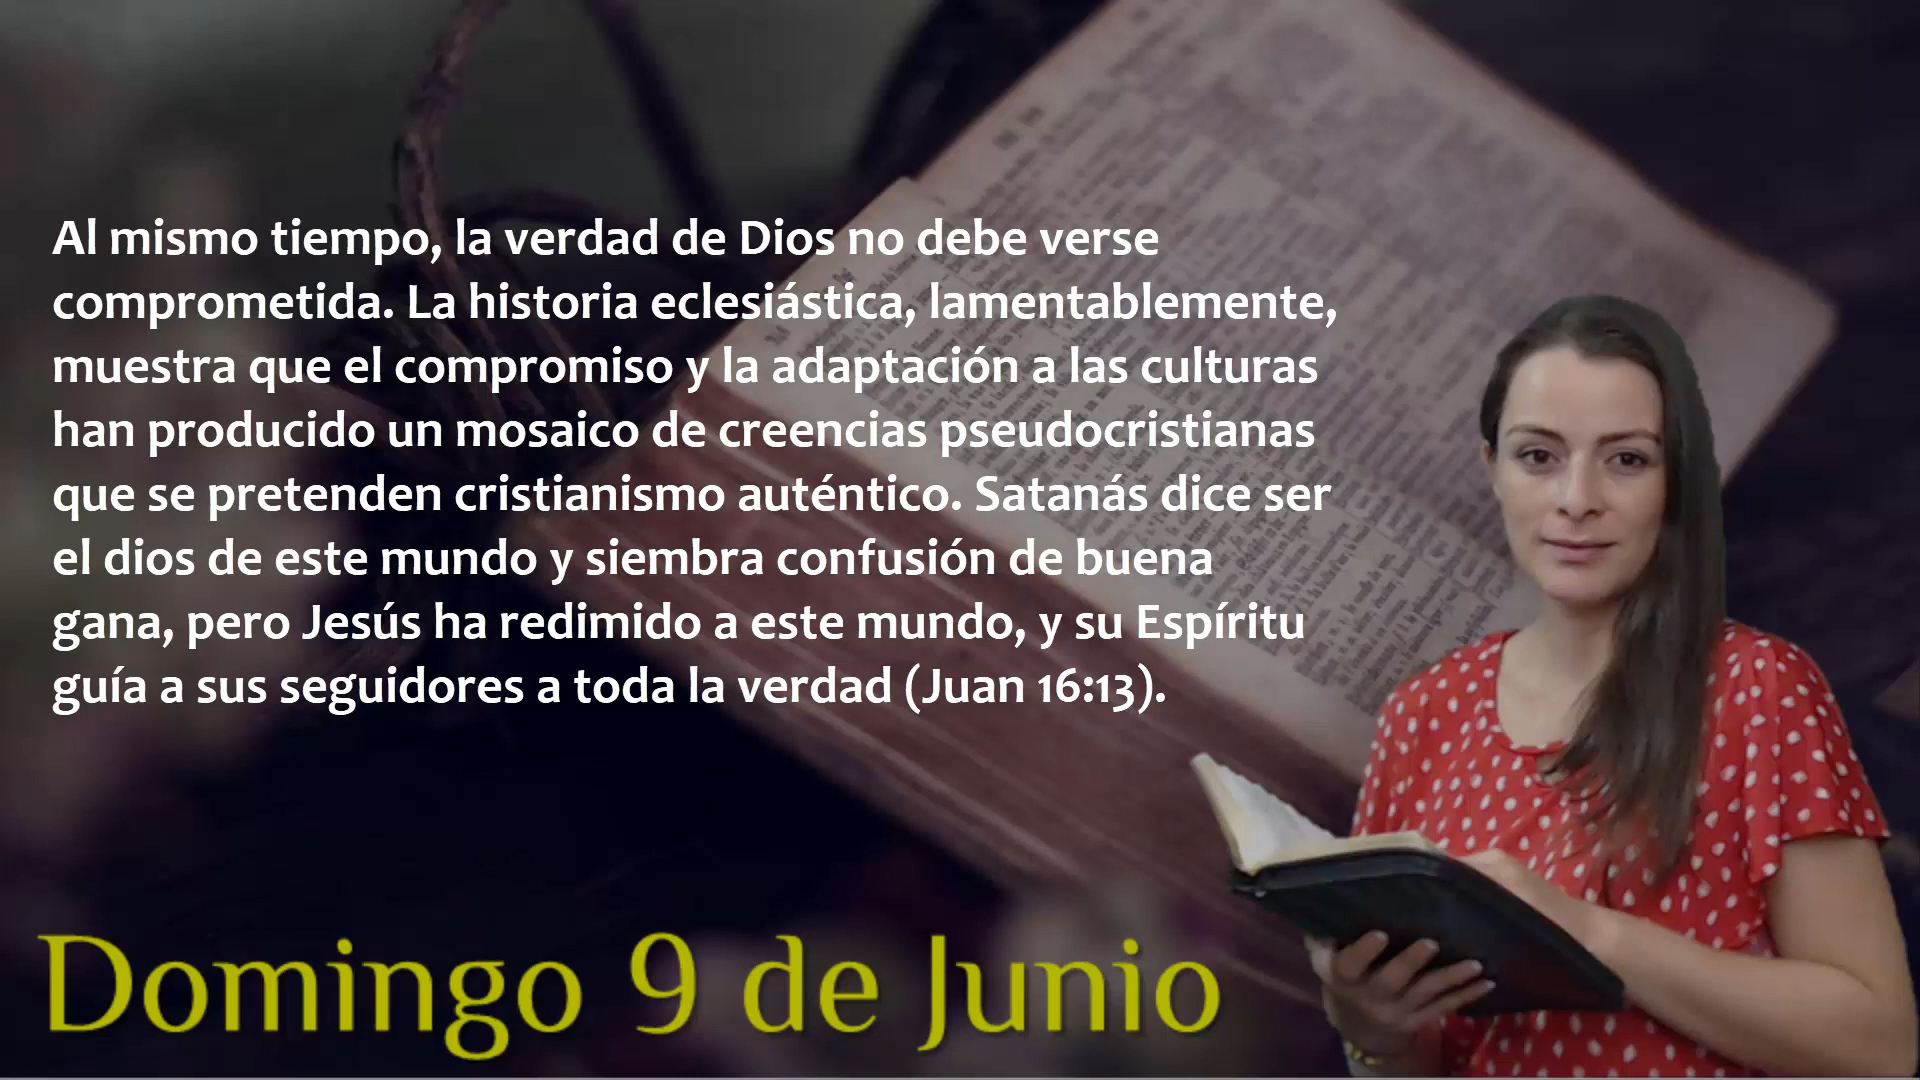 Al mismo tiempo, la verdad de Dios no debe verse
comprometida. La historia eclesiástica, lamentablemente,
muestra que el compromiso y la adaptación a las culturas
han producido un mosaico de creencias pseudocristianas
que se pretenden cristianismo auténtico. Satanás dice ser
el dios de este mundo y siembra confusión de buena
gana, pero Jesús ha redimido a este mundo, y su Espíritu
guía a sus seguidores a toda la verdad (Juan 16:13).
Domingo 9 de Junio